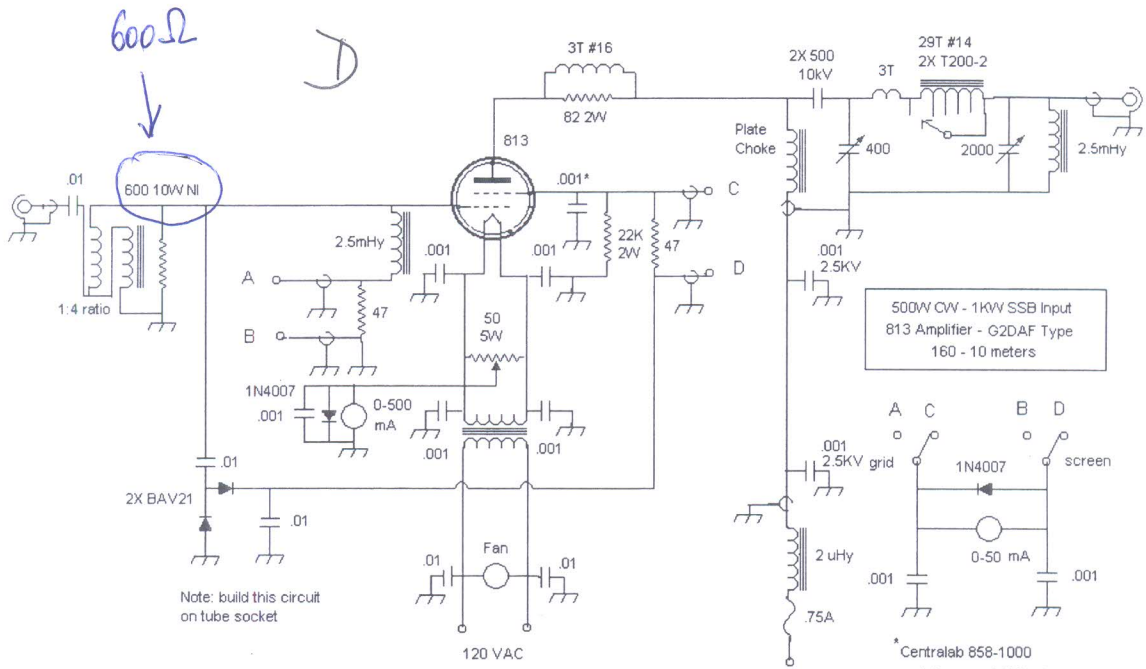 600Ω
D
3T #16
82 2W
2X 500
10kV
3T
29T #14
2X T200-2
813
Plate
Choke
400
2000
2.5mHy
.01
600 10W NI
1:4 ratio
2.5mHy
.001
.001
.001*
22K
2W
47
C
D
A
B
47
50
5W
.001
2.5KV
500W CW - 1KW SSB Input
813 Amplifier - G2DAF Type
160 - 10 meters
1N4007
.001
0-500
mA
.001
.001
.01
2X BAV21
.01
Note: build this circuit
on tube socket
.01
Fan
.01
120 VAC
.001
2.5KV
2 uHy
.75A
A
C
B
D
grid
1N4007
screen
0-50 mA
.001
.001
*Centralab 858-1000